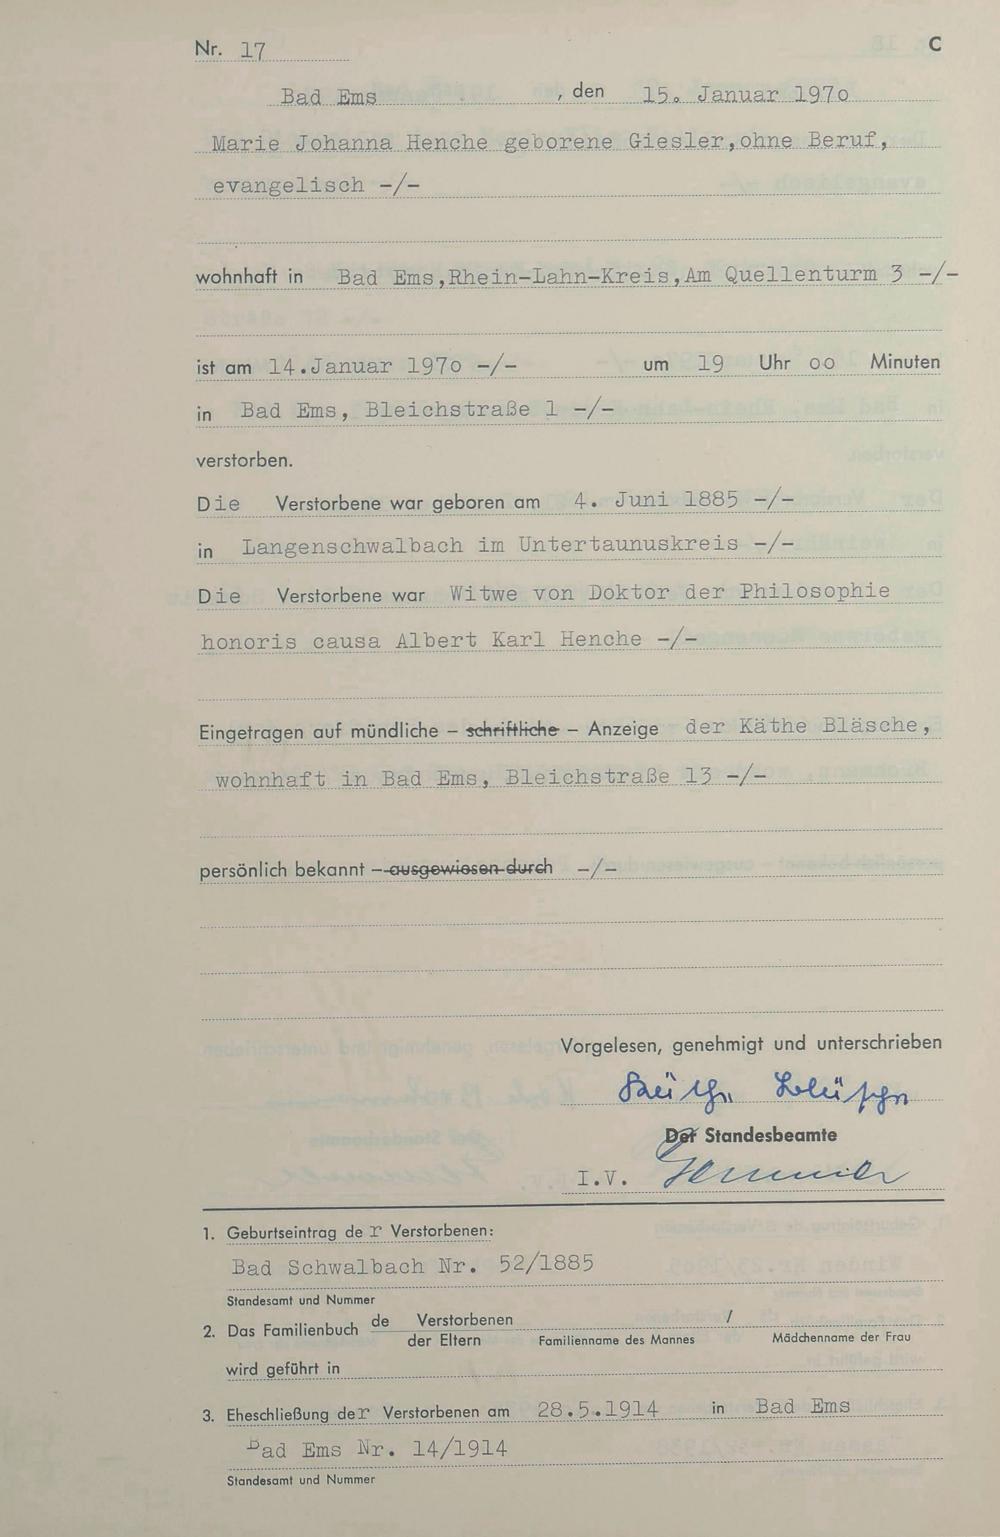 Nr. 17
C
Bad Ems , den 15. Januar 197o
Marie Johanna Henche geborene Giesler,ohne Beruf,
evangelisch -/-
wohnhaft in Bad Ems,Rhein-Lahn-Kreis,Am Quellenturm 3 -/-
ist am 14.Januar 197o -/- um 19 Uhr oo Minuten
in Bad Ems, Bleichstraße 1 -/-
verstorben.
Die Verstorbene war geboren am 4. Juni 1885 -/-
in Langenschwalbach im Untertaunuskreis -/-
Die Verstorbene war Witwe von Doktor der Philosophie
honoris causa Albert Karl Henche -/-
Eingetragen auf mündliche – schriftliche – Anzeige der Käthe Bläsche,
wohnhaft in Bad Ems, Bleichstraße 13 -/-
persönlich bekannt – ausgewiesen durch -/-
Vorgelesen, genehmigt und unterschrieben
Käthe Bläsche
Der Standesbeamte
I.V.
1. Geburtseintrag de r Verstorbenen:
Bad Schwalbach Nr. 52/1885
Standesamt und Nummer
2. Das Familienbuch de Verstorbenen /
der Eltern Familienname des Mannes Mädchenname der Frau
wird geführt in
3. Eheschließung der Verstorbenen am 28.5.1914 in Bad Ems
Bad Ems Nr. 14/1914
Standesamt und Nummer